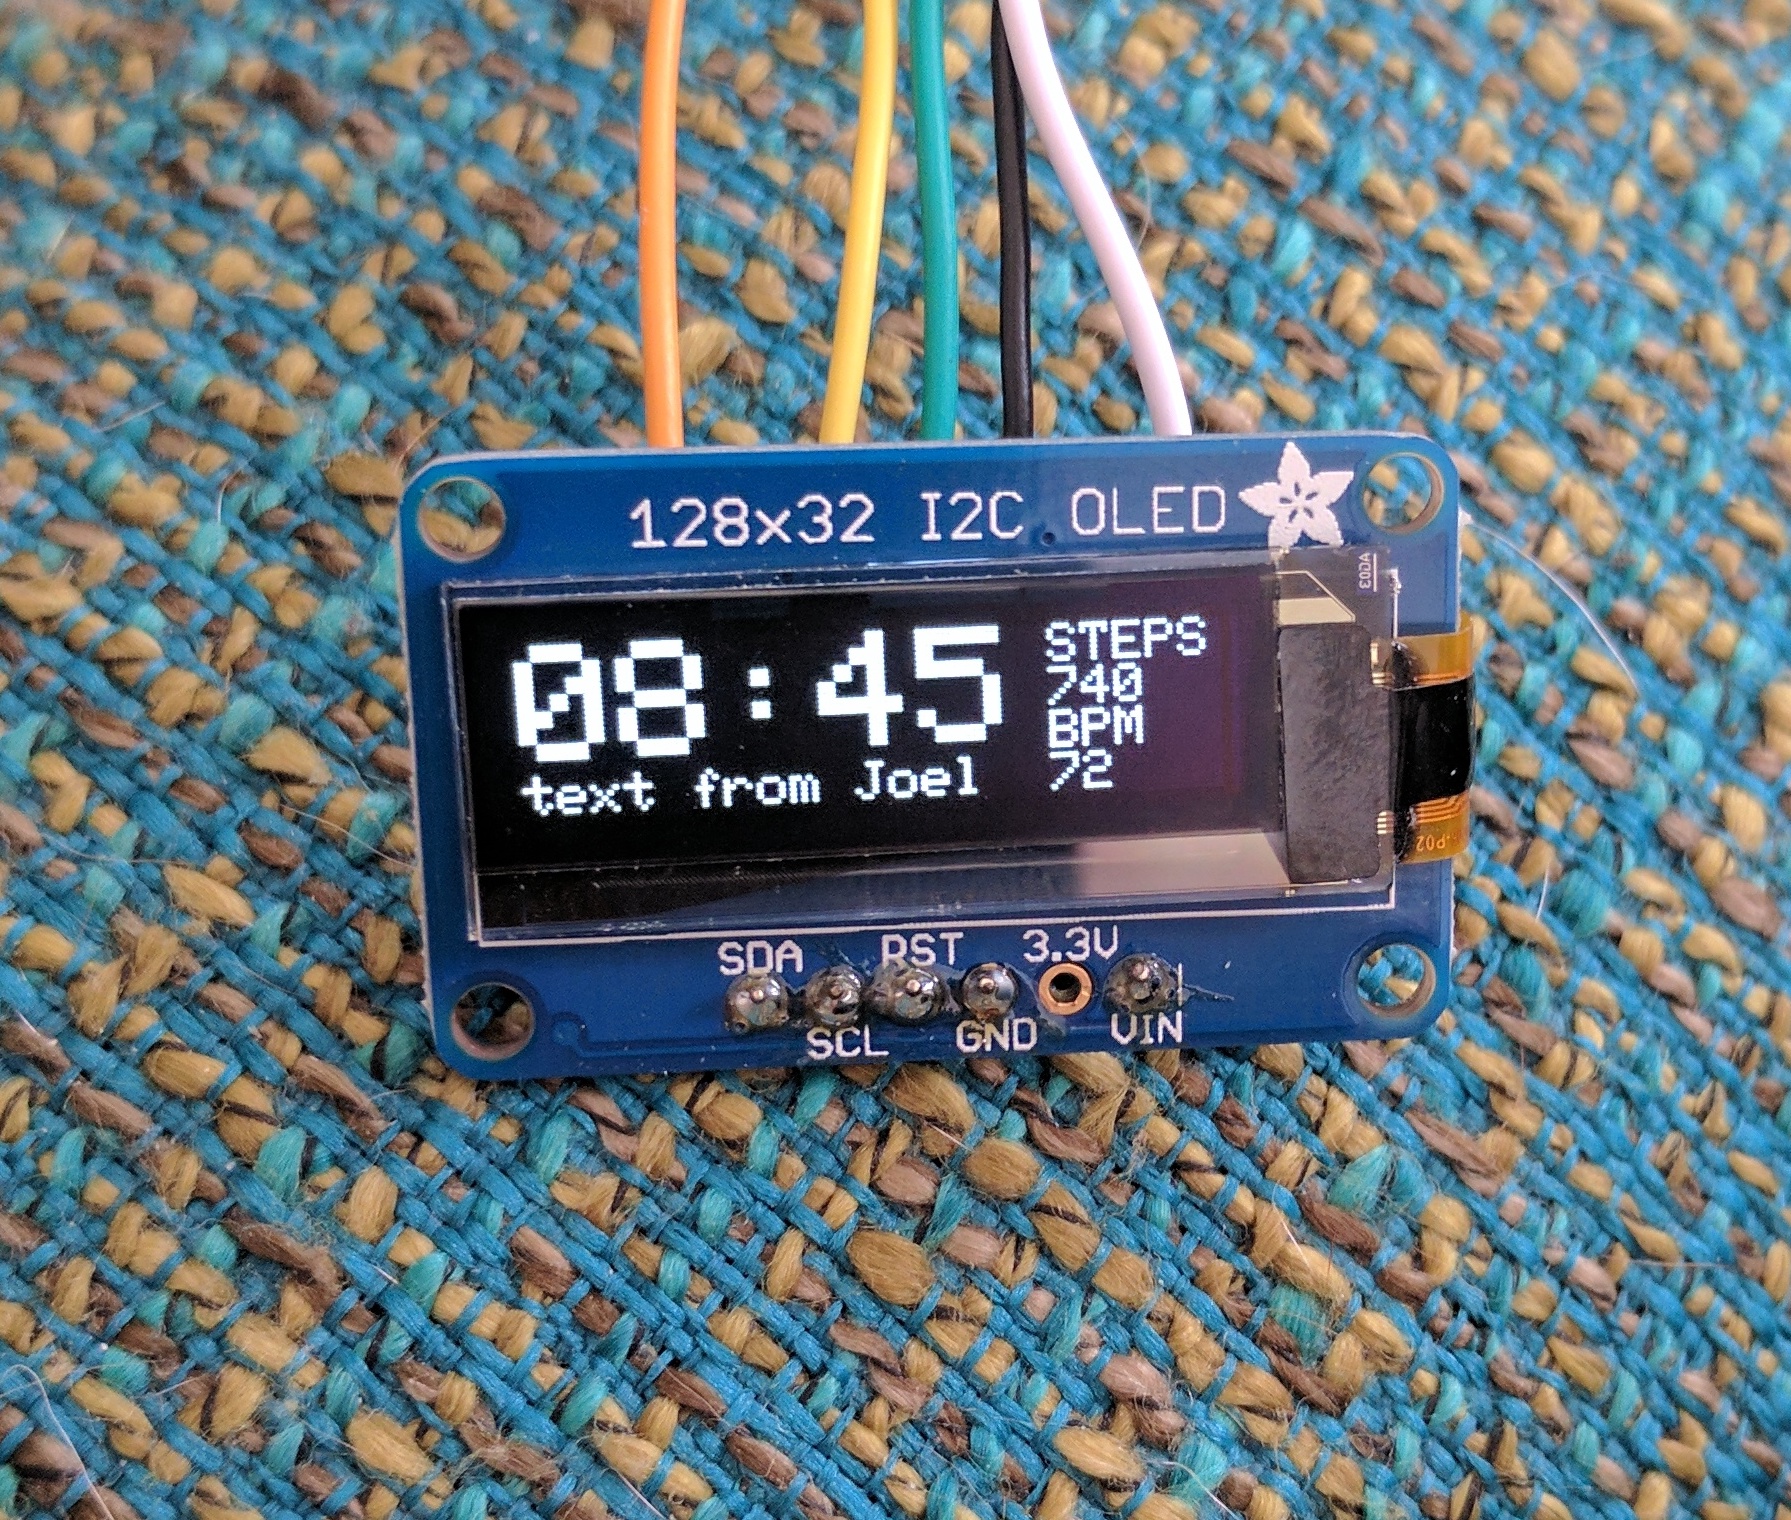 128x32 I2C OLED
08:45
text from Joel
STEPS
740
BPM
72
SDA RST 3.3V
SCL GND VIN